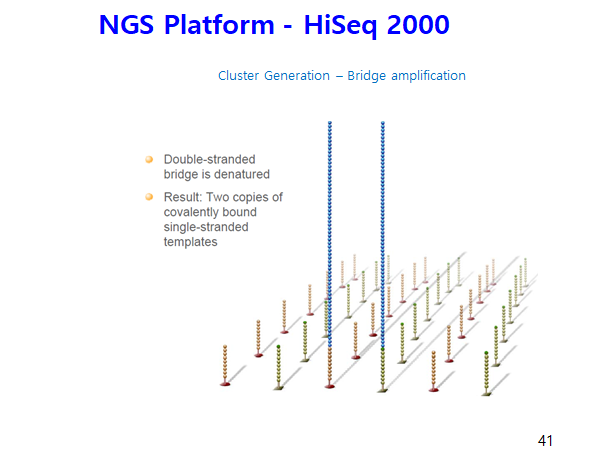 NGS Platform - HiSeq 2000
Cluster Generation – Bridge amplification
Double-stranded
bridge is denatured
Result: Two copies of
covalently bound
single-stranded
templates
41